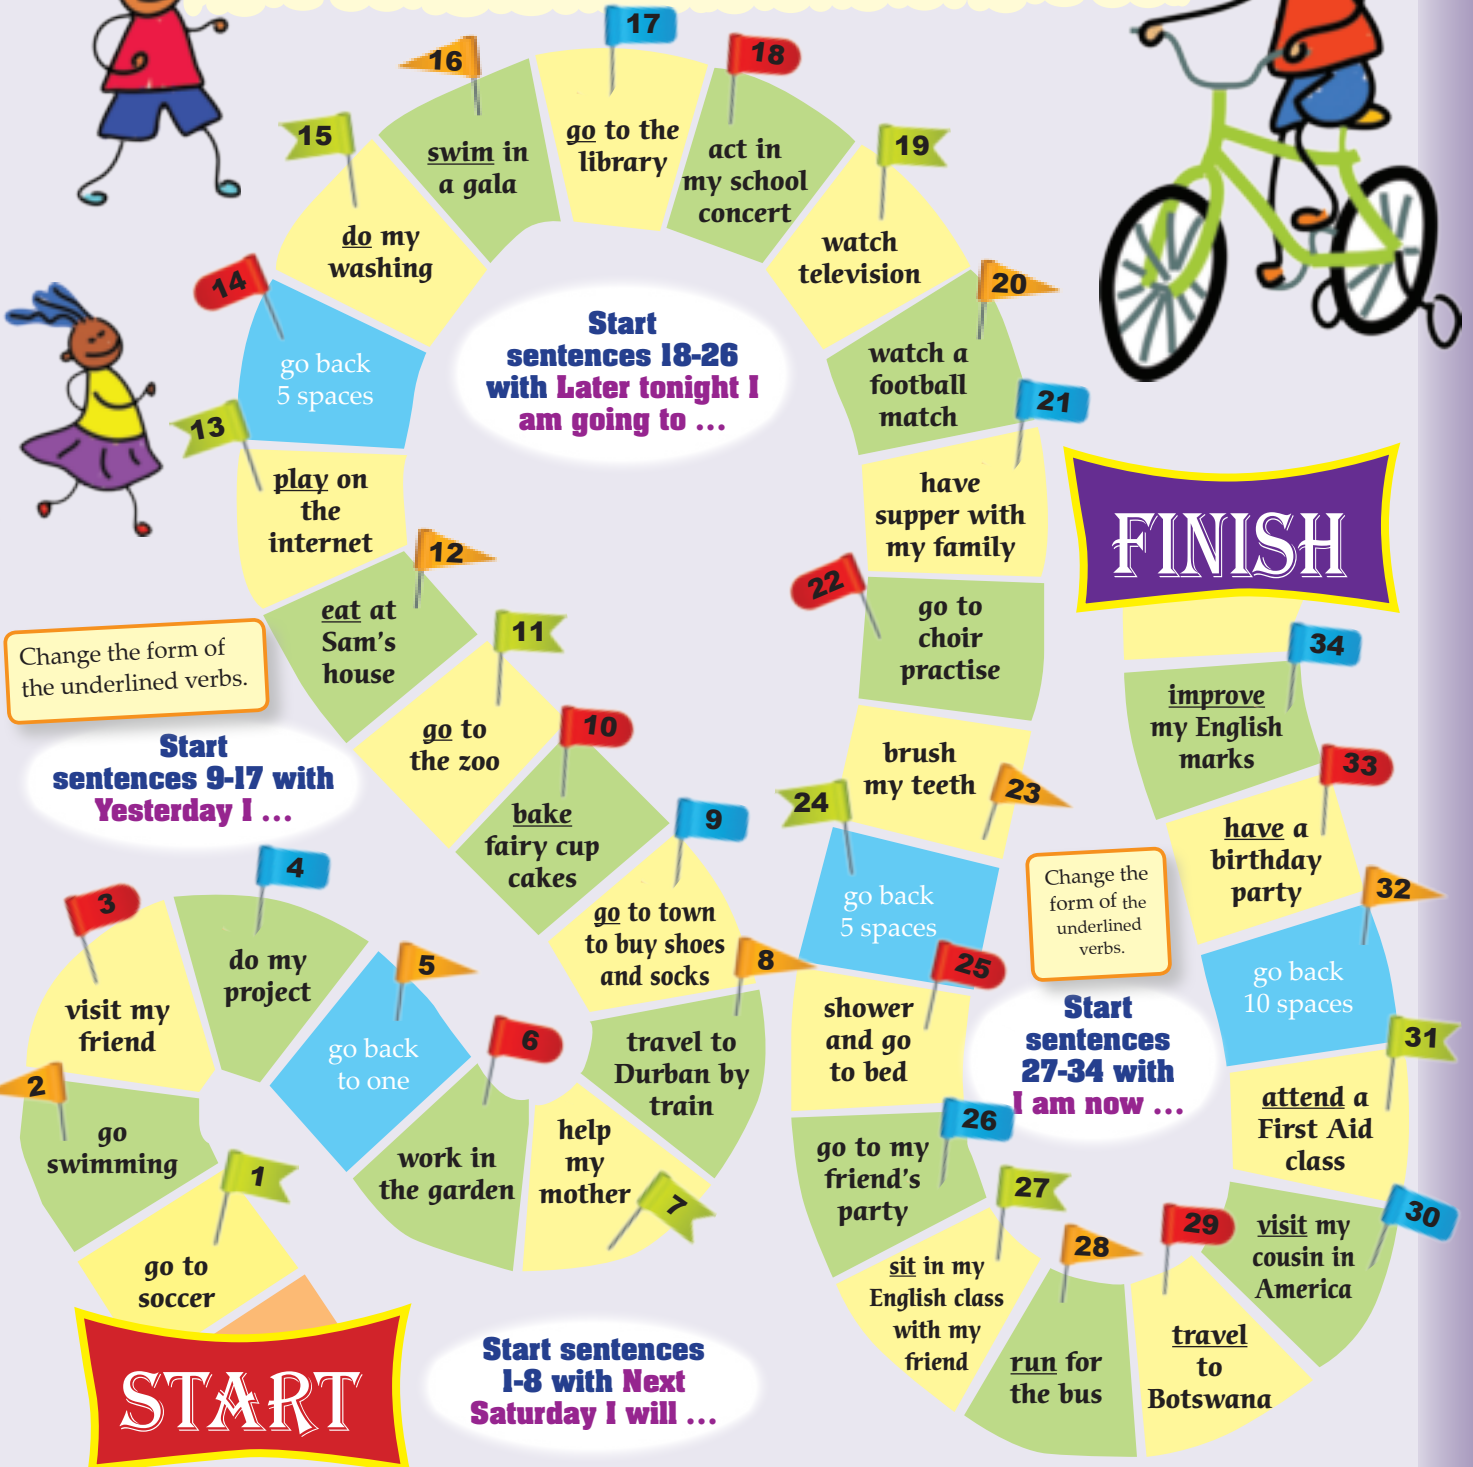 START
1
go to
soccer
2
go
swimming
3
visit my
friend
4
do my
project
5
go back
to one
6
work in
the garden
7
help
my
mother
8
travel to
Durban by
train
Start sentences
1-8 with Next
Saturday I will ...
9
go to town
to buy shoes
and socks
10
bake
fairy cup
cakes
11
go to
the zoo
12
eat at
Sam's
house
13
play on
the
internet
14
go back
5 spaces
15
do my
washing
16
swim in
a gala
17
go to the
library
Change the form of
the underlined verbs.
Start
sentences 9-17 with
Yesterday I ...
18
act in
my school
concert
19
watch
television
20
watch a
football
match
21
have
supper with
my family
22
go to
choir
practise
23
brush
my teeth
24
go back
5 spaces
25
shower
and go
to bed
26
go to my
friend's
party
Start
sentences 18-26
with Later tonight I
am going to ...
27
sit in my
English class
with my
friend
28
run for
the bus
29
travel
to
Botswana
30
visit my
cousin in
America
31
attend a
First Aid
class
32
go back
10 spaces
33
have a
birthday
party
34
improve
my English
marks
Change the
form of the
underlined
verbs.
Start
sentences
27-34 with
I am now ...
FINISH